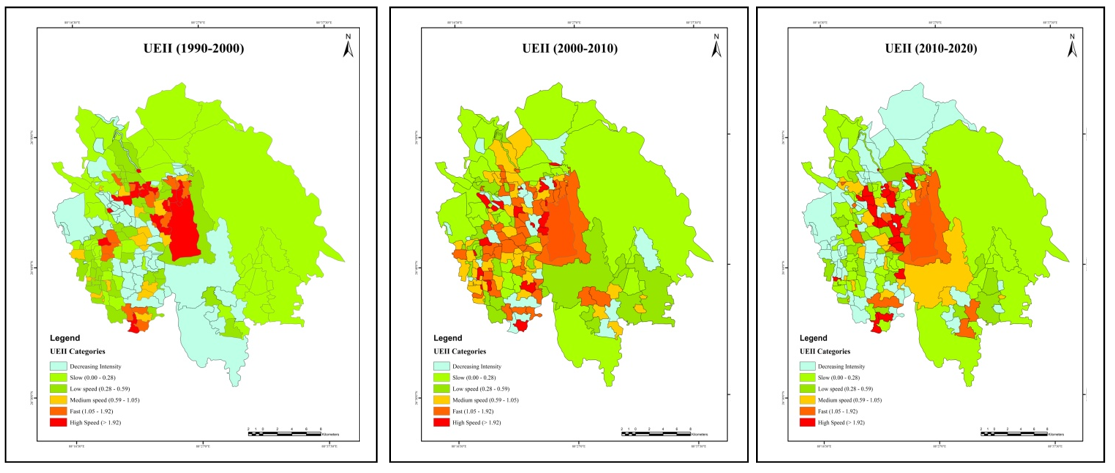 UEII (1990-2000)
N
Legend
UEII Categories
Decreasing Intensity
Slow (0.00 - 0.28)
Low speed (0.28 - 0.59)
Medium speed (0.59 - 1.05)
Fast (1.05 - 1.92)
High Speed (> 1.92)
Kilometers
UEII (2000-2010)
N
Legend
UEII Categories
Decreasing Intensity
Slow (0.00 - 0.28)
Low speed (0.28 - 0.59)
Medium speed (0.59 - 1.05)
Fast (1.05 - 1.92)
High Speed (> 1.92)
Kilometers
UEII (2010-2020)
N
Legend
UEII Categories
Decreasing Intensity
Slow (0.00 - 0.28)
Low speed (0.28 - 0.59)
Medium speed (0.59 - 1.05)
Fast (1.05 - 1.92)
High Speed (> 1.92)
Kilometers